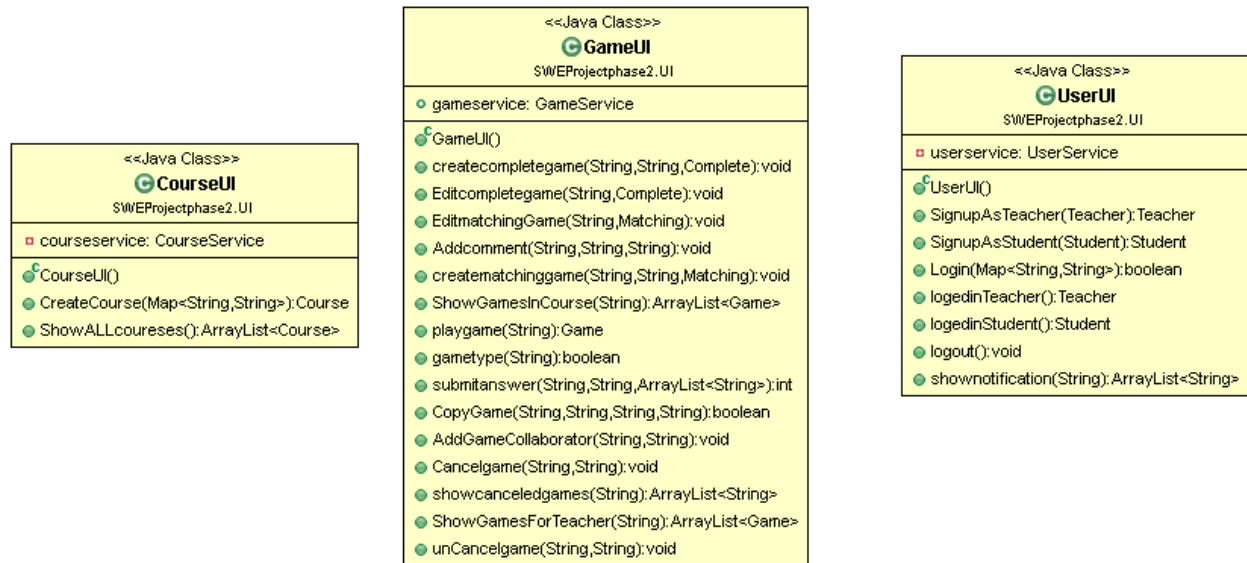 <<Java Class>>
CourseUI
SWEProjectphase2.UI
courseservice: CourseService
CourseUI()
CreateCourse(Map<String,String>):Course
ShowALLcoureses():ArrayList<Course>
<<Java Class>>
GameUI
SWEProjectphase2.UI
gameservice: GameService
GameUI()
createcompletegame(String,String,Complete):void
Editcompletegame(String,Complete):void
EditmatchingGame(String,Matching):void
Addcomment(String,String,String):void
creatematchinggame(String,String,Matching):void
ShowGamesInCourse(String):ArrayList<Game>
playgame(String):Game
gametype(String):boolean
submitanswer(String,String,ArrayList<String>):int
CopyGame(String,String,String,String):boolean
AddGameCollaborator(String,String):void
Cancelgame(String,String):void
showcanceledgames(String):ArrayList<String>
ShowGamesForTeacher(String):ArrayList<Game>
unCancelgame(String,String):void
<<Java Class>>
UserUI
SWEProjectphase2.UI
userservice: UserService
UserUI()
SignupAsTeacher(Teacher):Teacher
SignupAsStudent(Student):Student
Login(Map<String,String>):boolean
logedinTeacher():Teacher
logedinStudent():Student
logout():void
shownotification(String):ArrayList<String>